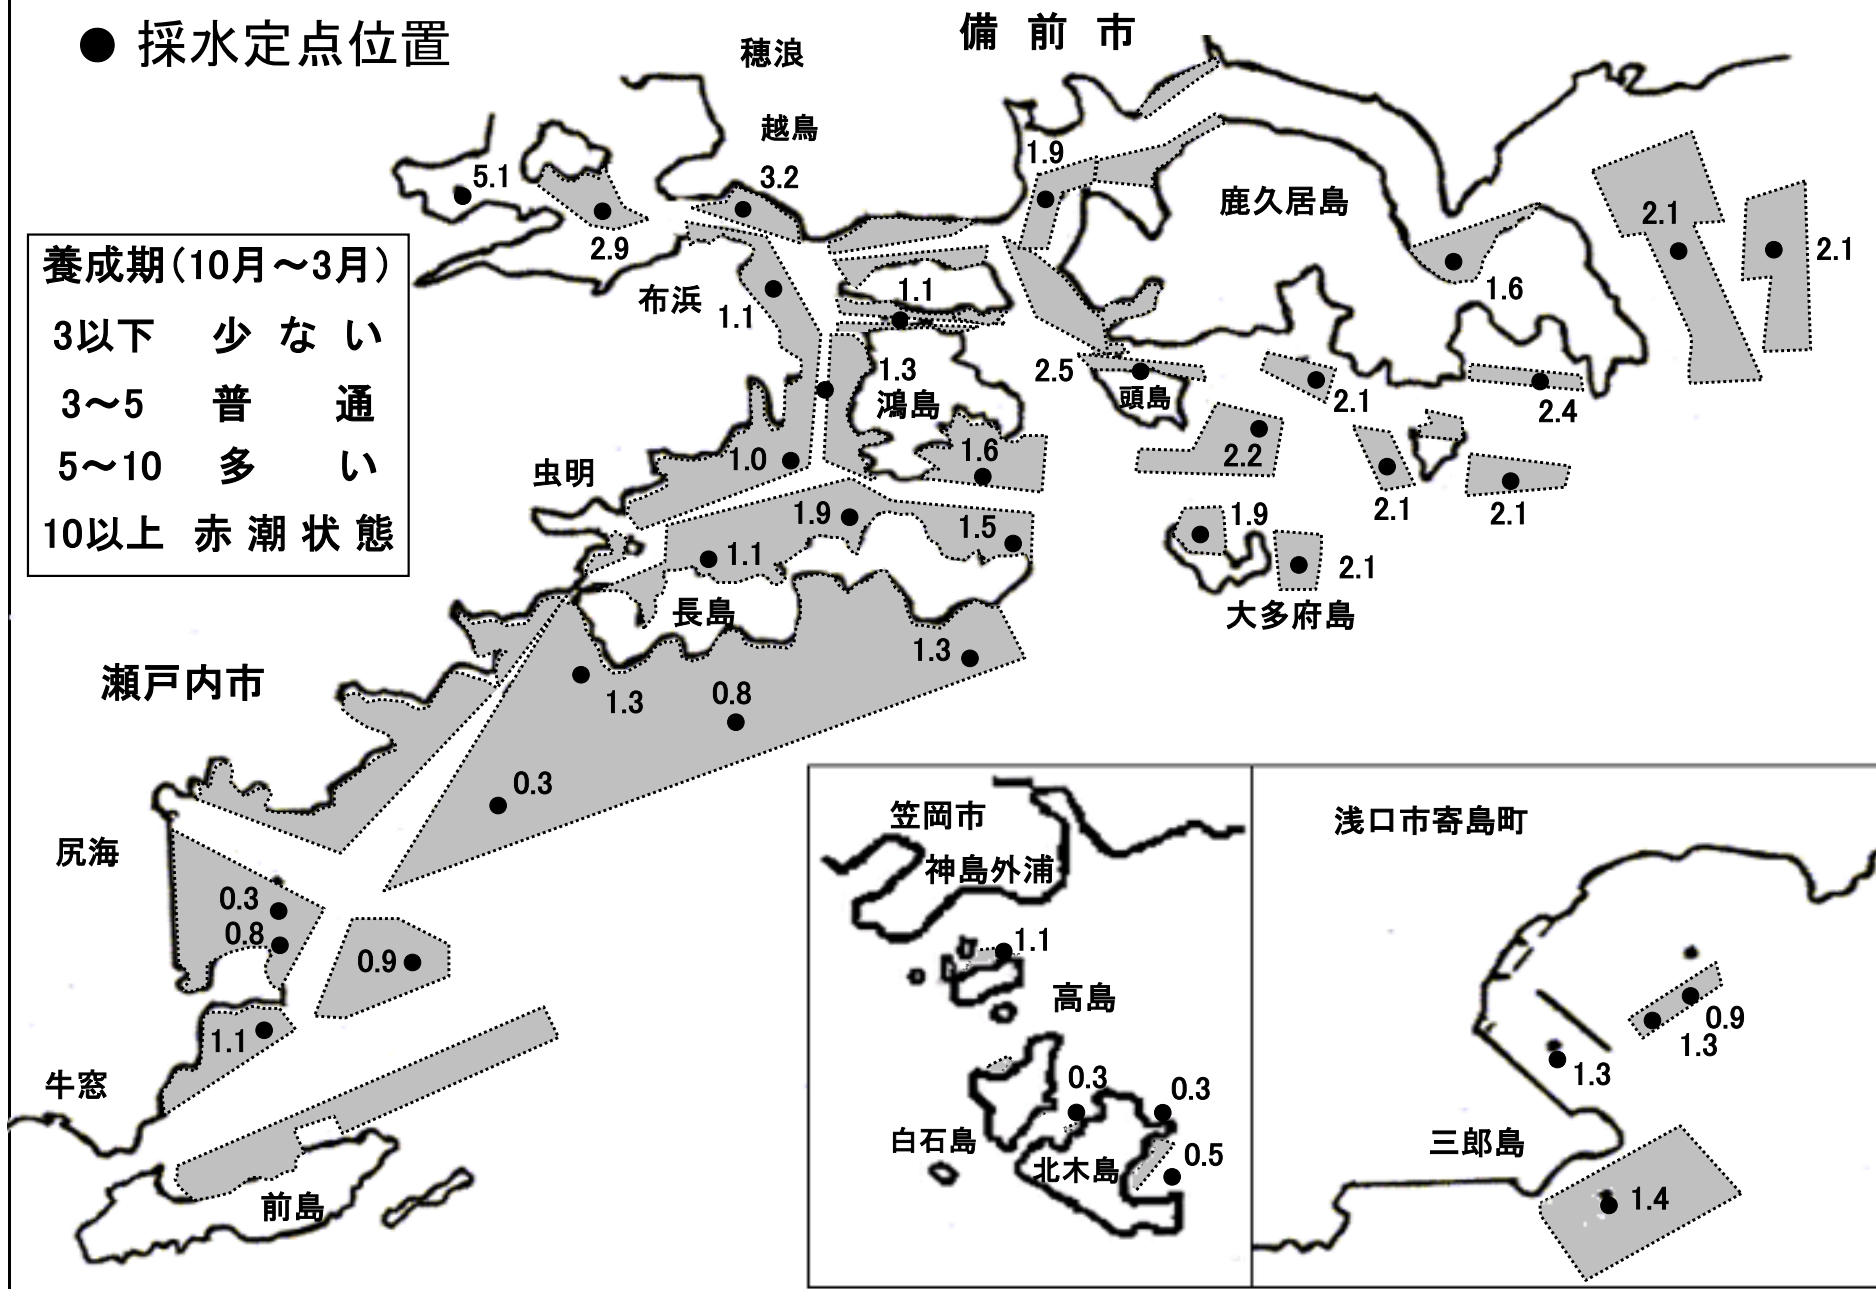 ● 採水定点位置
備前市
穂浪
越鳥
3.2
5.1
2.9
1.9
鹿久居島
2.1
2.1
1.6
養成期(10月～3月)
3以下 少ない
3～5 普通
5～10 多い
10以上 赤潮状態
布浜
1.1
1.1
1.3
鴻島
2.5
頭島
2.1
2.4
2.2
2.1
2.1
虫明
1.0
1.6
1.9
1.5
1.1
1.9
2.1
大多府島
長島
瀬戸内市
1.3
1.3
0.8
0.3
尻海
0.3
0.8
0.9
1.1
牛窓
前島
笠岡市
神島外浦
1.1
高島
0.3
0.3
白石島
北木島
0.5
浅口市寄島町
0.9
1.3
1.3
三郎島
1.4